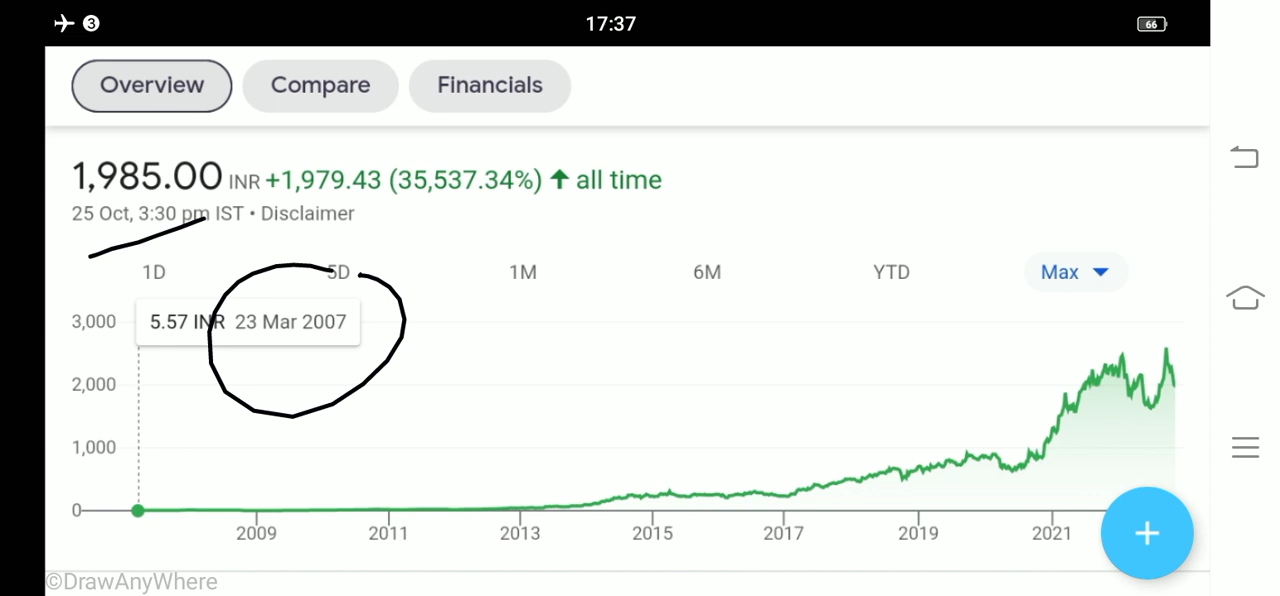 3 17:37 66
Overview Compare Financials
1,985.00 INR +1,979.43 (35,537.34%) ↑ all time
25 Oct, 3:30 pm IST • Disclaimer
1D 5D 1M 6M YTD Max
5.57 INR 23 Mar 2007
3,000
2,000
1,000
0
2009 2011 2013 2015 2017 2019 2021
+
©DrawAnyWhere